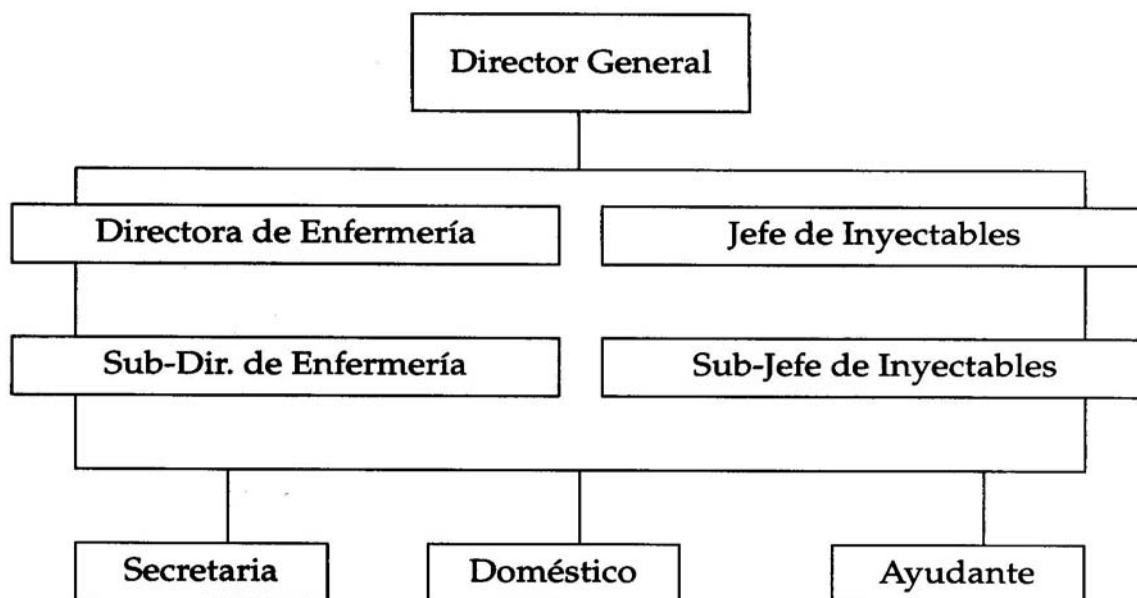 Director General
Directora de Enfermería
Jefe de Inyectables
Sub-Dir. de Enfermería
Sub-Jefe de Inyectables
Secretaria
Doméstico
Ayudante